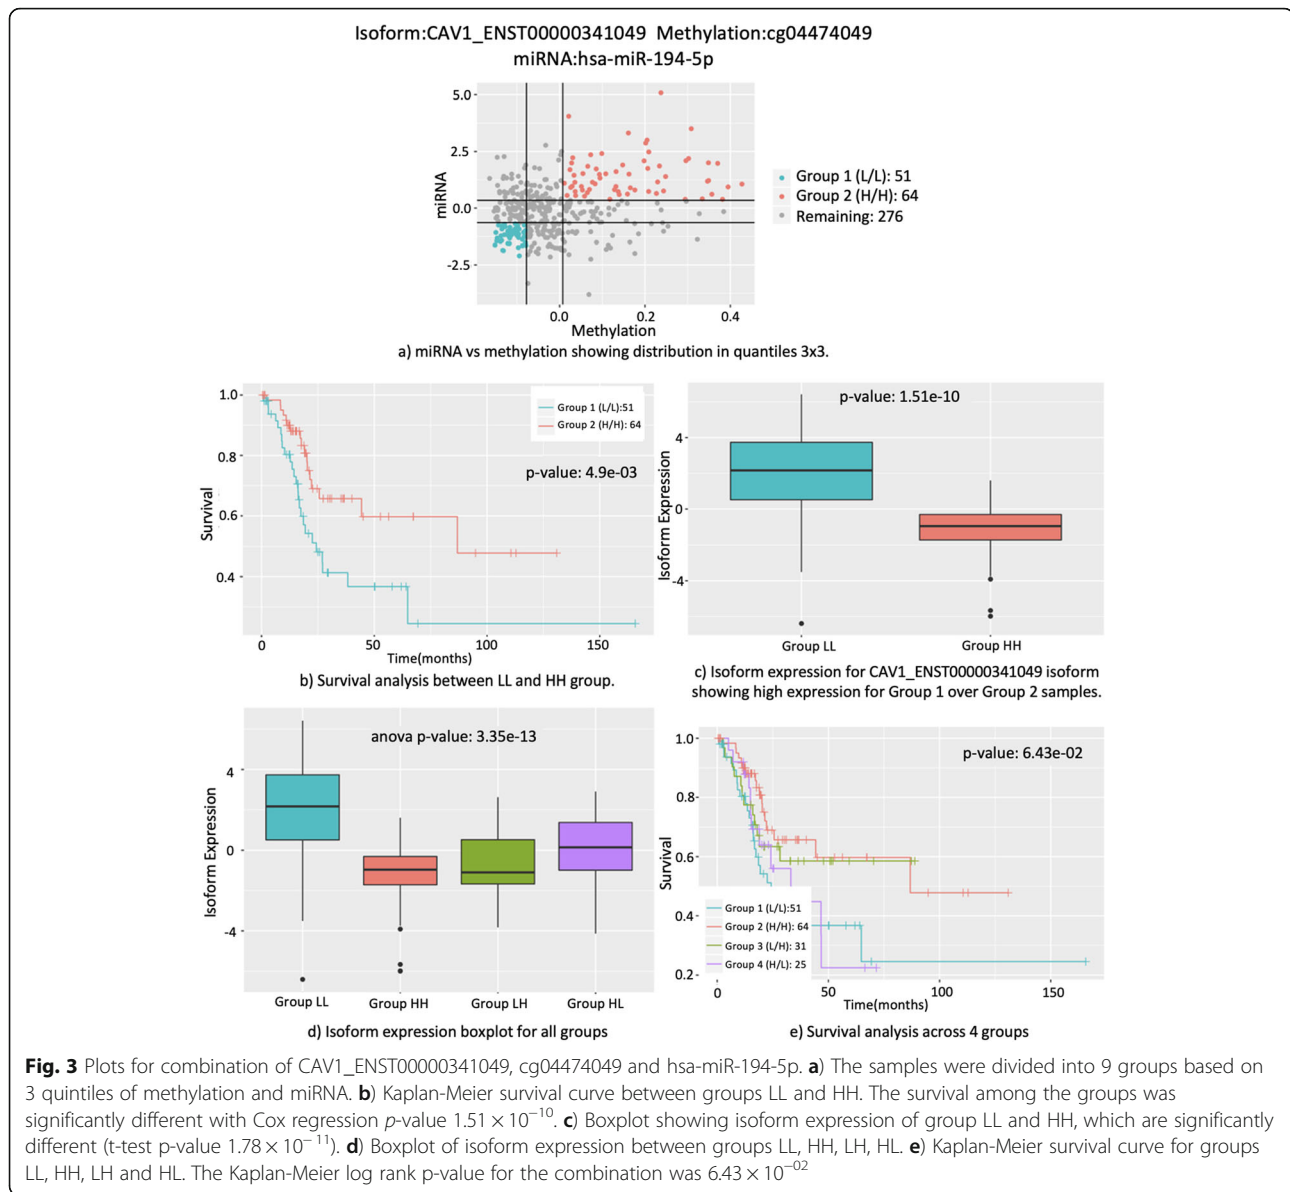 Isoform:CAV1_ENST00000341049 Methylation:cg04474049
miRNA:hsa-miR-194-5p
5.0
2.5
0.0
-2.5
miRNA
0.0 0.2 0.4
Methylation
Group 1 (L/L): 51
Group 2 (H/H): 64
Remaining: 276
a) miRNA vs methylation showing distribution in quantiles 3x3.
1.0
0.8
0.6
0.4
Survival
Group 1 (L/L):51
Group 2 (H/H): 64
p-value: 4.9e-03
0 50 100 150
Time(months)
b) Survival analysis between LL and HH group.
p-value: 1.51e-10
4
0
-4
Isoform Expression
Group LL Group HH
c) Isoform expression for CAV1_ENST00000341049 isoform
showing high expression for Group 1 over Group 2 samples.
anova p-value: 3.35e-13
4
0
-4
Isoform Expression
Group LL Group HH Group LH Group HL
d) Isoform expression boxplot for all groups
p-value: 6.43e-02
1.0
0.8
0.6
0.4
0.2
Survival
Group 1 (L/L):51
Group 2 (H/H): 64
Group 3 (L/H): 31
Group 4 (H/L): 25
0 50 100 150
Time(months)
e) Survival analysis across 4 groups
Fig. 3 Plots for combination of CAV1_ENST00000341049, cg04474049 and hsa-miR-194-5p. a) The samples were divided into 9 groups based on
3 quintiles of methylation and miRNA. b) Kaplan-Meier survival curve between groups LL and HH. The survival among the groups was
significantly different with Cox regression p-value 1.51 × 10⁻¹⁰. c) Boxplot showing isoform expression of group LL and HH, which are significantly
different (t-test p-value 1.78 × 10⁻¹¹). d) Boxplot of isoform expression between groups LL, HH, LH, HL. e) Kaplan-Meier survival curve for groups
LL, HH, LH and HL. The Kaplan-Meier log rank p-value for the combination was 6.43 × 10⁻⁰²